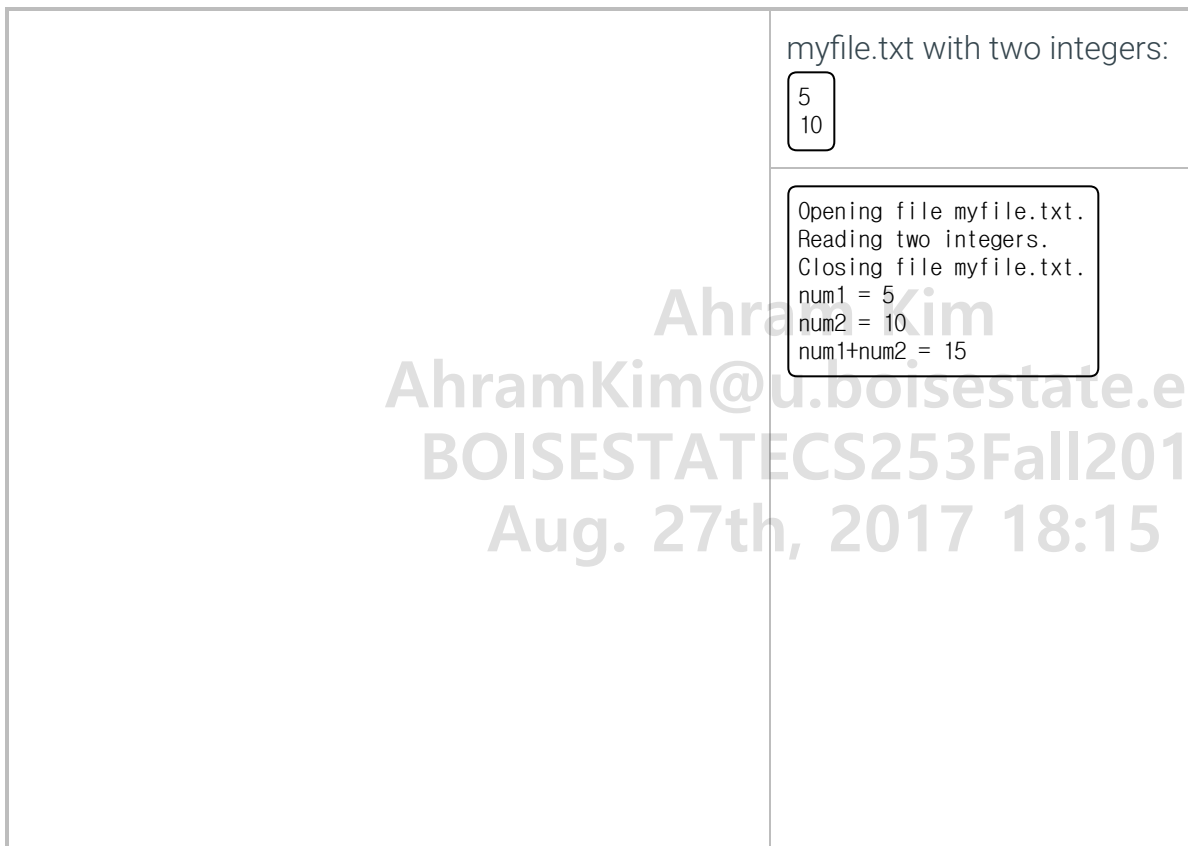 myfile.txt with two integers:
5
10
Opening file myfile.txt.
Reading two integers.
Closing file myfile.txt.
num1 = 5
num2 = 10
num1+num2 = 15
Ahram Kim
AhramKim@u.boisestate.e
BOISESTATECS253Fall201
Aug. 27th, 2017 18:15